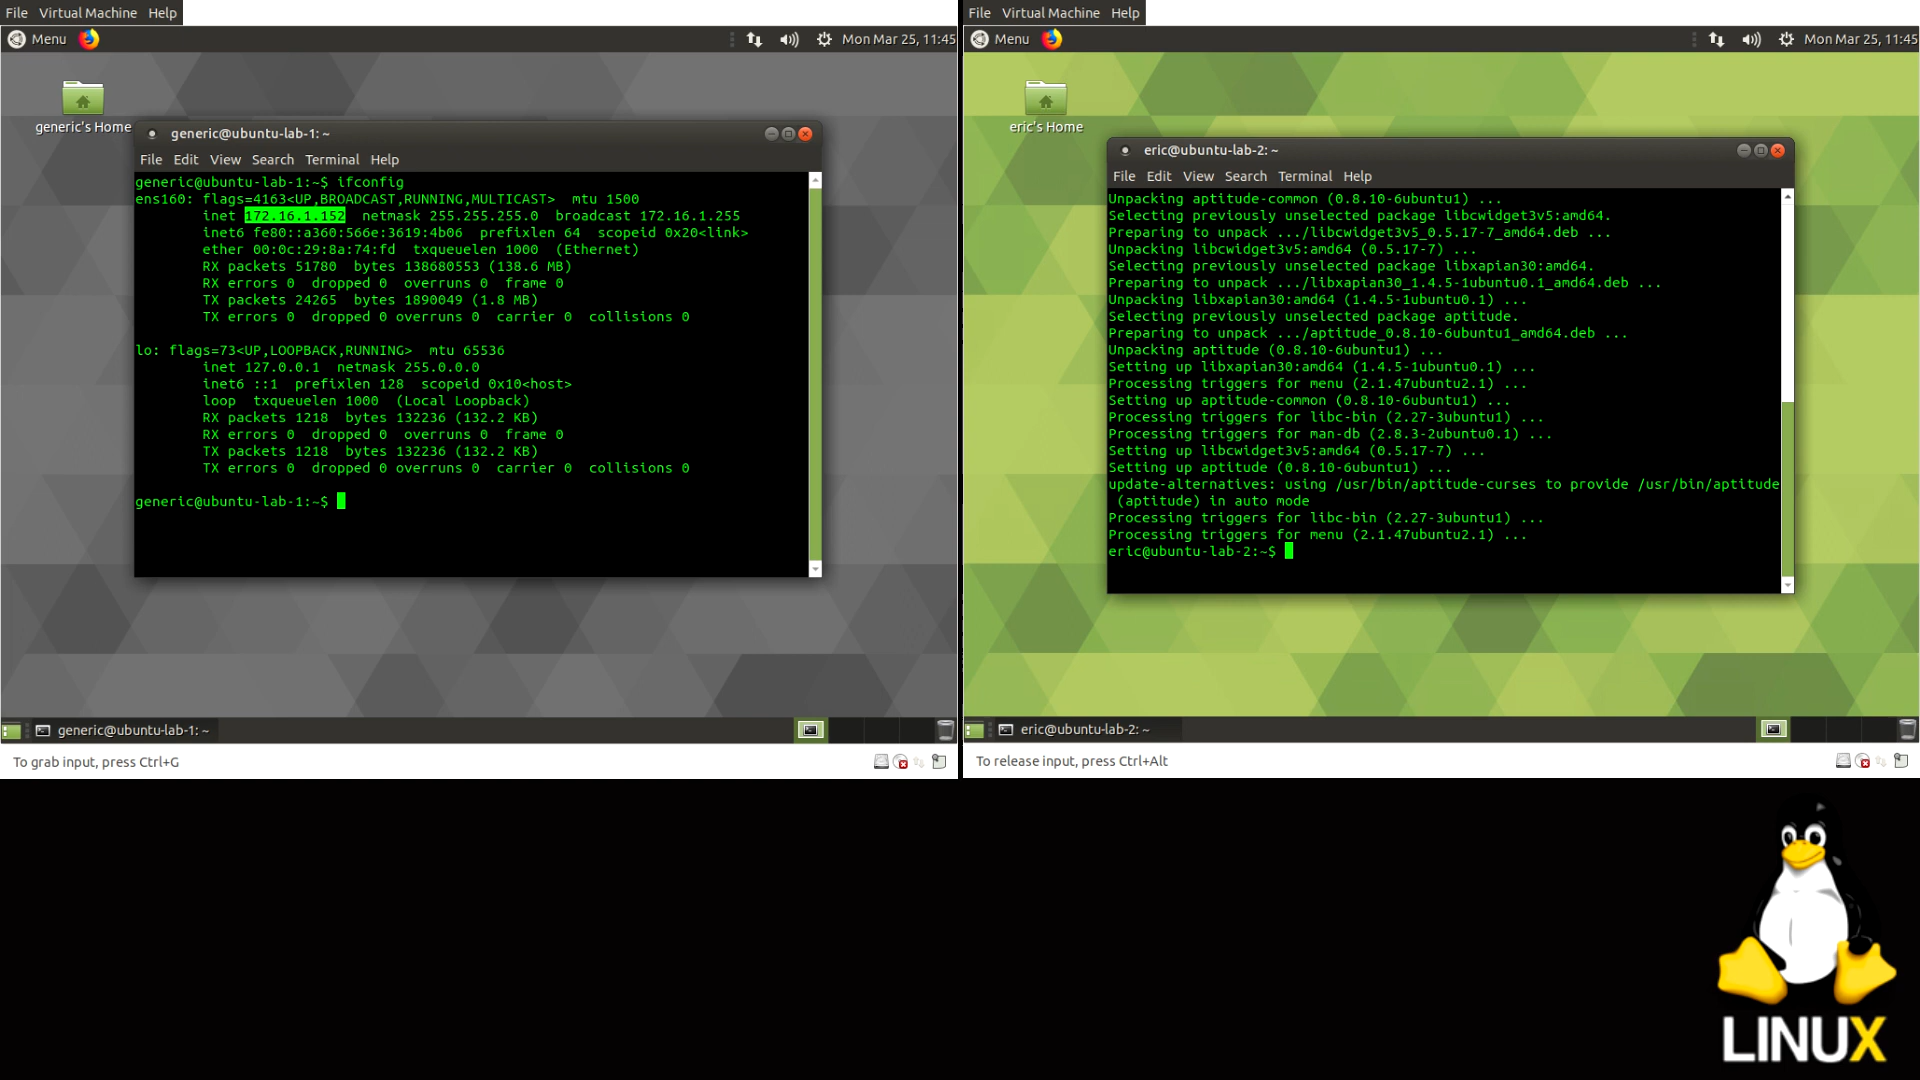 File Virtual Machine Help
Menu
Mon Mar 25, 11:45
generic's Home
generic@ubuntu-lab-1: ~
File Edit View Search Terminal Help
generic@ubuntu-lab-1:~$ ifconfig
ens160: flags=4163<UP,BROADCAST,RUNNING,MULTICAST>  mtu 1500
inet 172.16.1.152  netmask 255.255.255.0  broadcast 172.16.1.255
inet6 fe80::a360:566e:3619:4b06  prefixlen 64  scopeid 0x20<link>
ether 00:0c:29:8a:74:fd  txqueuelen 1000  (Ethernet)
RX packets 51780  bytes 138680553 (138.6 MB)
RX errors 0  dropped 0  overruns 0  frame 0
TX packets 24265  bytes 1890049 (1.8 MB)
TX errors 0  dropped 0 overruns 0  carrier 0  collisions 0
lo: flags=73<UP,LOOPBACK,RUNNING>  mtu 65536
inet 127.0.0.1  netmask 255.0.0.0
inet6 ::1  prefixlen 128  scopeid 0x10<host>
loop  txqueuelen 1000  (Local Loopback)
RX packets 1218  bytes 132236 (132.2 KB)
RX errors 0  dropped 0  overruns 0  frame 0
TX packets 1218  bytes 132236 (132.2 KB)
TX errors 0  dropped 0 overruns 0  carrier 0  collisions 0
generic@ubuntu-lab-1:~$
generic@ubuntu-lab-1: ~
To grab input, press Ctrl+G
File Virtual Machine Help
Menu
Mon Mar 25, 11:45
eric's Home
eric@ubuntu-lab-2: ~
File Edit View Search Terminal Help
Unpacking aptitude-common (0.8.10-6ubuntu1) ...
Selecting previously unselected package libcwidget3v5:amd64.
Preparing to unpack .../libcwidget3v5_0.5.17-7_amd64.deb ...
Unpacking libcwidget3v5:amd64 (0.5.17-7) ...
Selecting previously unselected package libxapian30:amd64.
Preparing to unpack .../libxapian30_1.4.5-1ubuntu0.1_amd64.deb ...
Unpacking libxapian30:amd64 (1.4.5-1ubuntu0.1) ...
Selecting previously unselected package aptitude.
Preparing to unpack .../aptitude_0.8.10-6ubuntu1_amd64.deb ...
Unpacking aptitude (0.8.10-6ubuntu1) ...
Setting up libxapian30:amd64 (1.4.5-1ubuntu0.1) ...
Processing triggers for menu (2.1.47ubuntu2.1) ...
Setting up aptitude-common (0.8.10-6ubuntu1) ...
Processing triggers for libc-bin (2.27-3ubuntu1) ...
Processing triggers for man-db (2.8.3-2ubuntu0.1) ...
Setting up libcwidget3v5:amd64 (0.5.17-7) ...
Setting up aptitude (0.8.10-6ubuntu1) ...
update-alternatives: using /usr/bin/aptitude-curses to provide /usr/bin/aptitude
(aptitude) in auto mode
Processing triggers for libc-bin (2.27-3ubuntu1) ...
Processing triggers for menu (2.1.47ubuntu2.1) ...
eric@ubuntu-lab-2:~$
eric@ubuntu-lab-2: ~
To release input, press Ctrl+Alt
LINUX